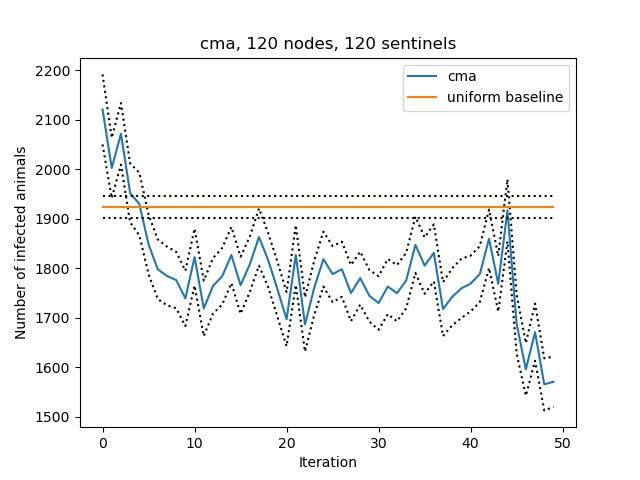 cma, 120 nodes, 120 sentinels
cma
uniform baseline
Number of infected animals
2200
2100
2000
1900
1800
1700
1600
1500
0 10 20 30 40 50
Iteration